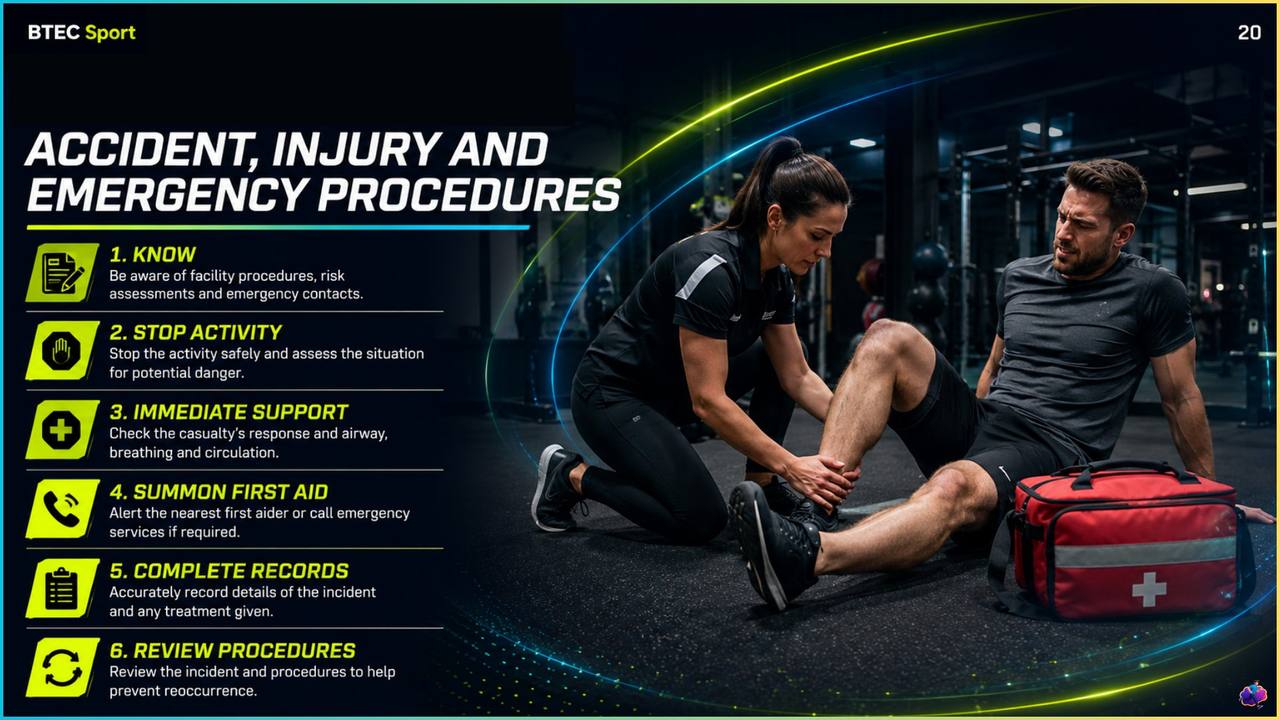 BTEC Sport
20
ACCIDENT, INJURY AND
EMERGENCY PROCEDURES
1. KNOW
Be aware of facility procedures, risk
assessments and emergency contacts.
2. STOP ACTIVITY
Stop the activity safely and assess the situation
for potential danger.
3. IMMEDIATE SUPPORT
Check the casualty's response and airway,
breathing and circulation.
4. SUMMON FIRST AID
Alert the nearest first aider or call emergency
services if required.
5. COMPLETE RECORDS
Accurately record details of the incident
and any treatment given.
6. REVIEW PROCEDURES
Review the incident and procedures to help
prevent reoccurrence.